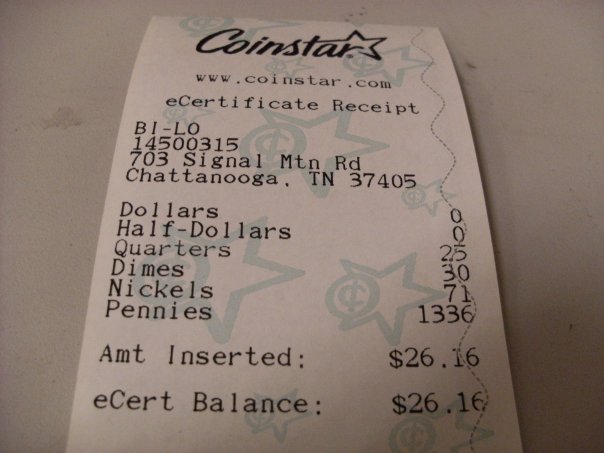 Coinstar
www.coinstar.com
eCertificate Receipt
BI-LO
14500315
703 Signal Mtn Rd
Chattanooga, TN 37405
Dollars 0
Half-Dollars 0
Quarters 25
Dimes 30
Nickels 71
Pennies 1336
Amt Inserted: $26.16
eCert Balance: $26.16